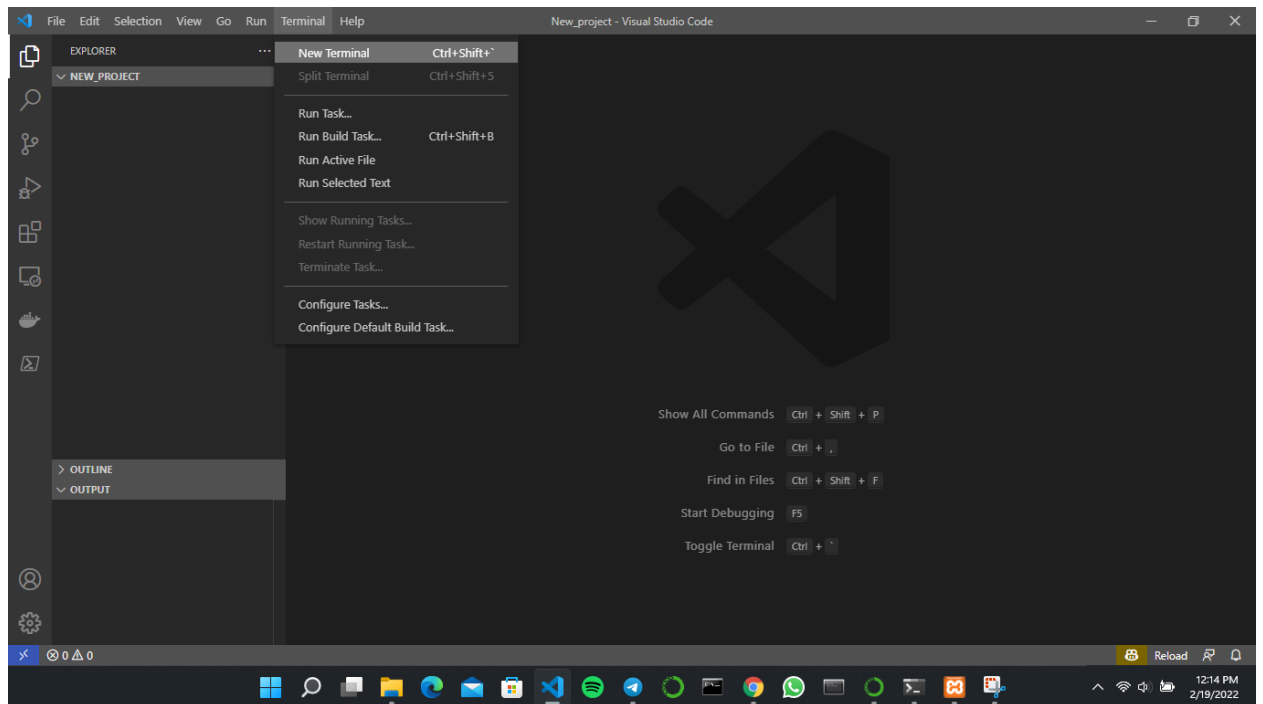 File Edit Selection View Go Run Terminal Help New_project - Visual Studio Code
EXPLORER ...
NEW_PROJECT
New Terminal Ctrl+Shift+`
Split Terminal Ctrl+Shift+5
Run Task...
Run Build Task... Ctrl+Shift+B
Run Active File
Run Selected Text
Show Running Tasks...
Restart Running Task...
Terminate Task...
Configure Tasks...
Configure Default Build Task...
Show All Commands Ctrl + Shift + P
Go to File Ctrl + ,
Find in Files Ctrl + Shift + F
Start Debugging F5
Toggle Terminal Ctrl + `
OUTLINE
OUTPUT
0 0 Reload
12:14 PM
2/19/2022